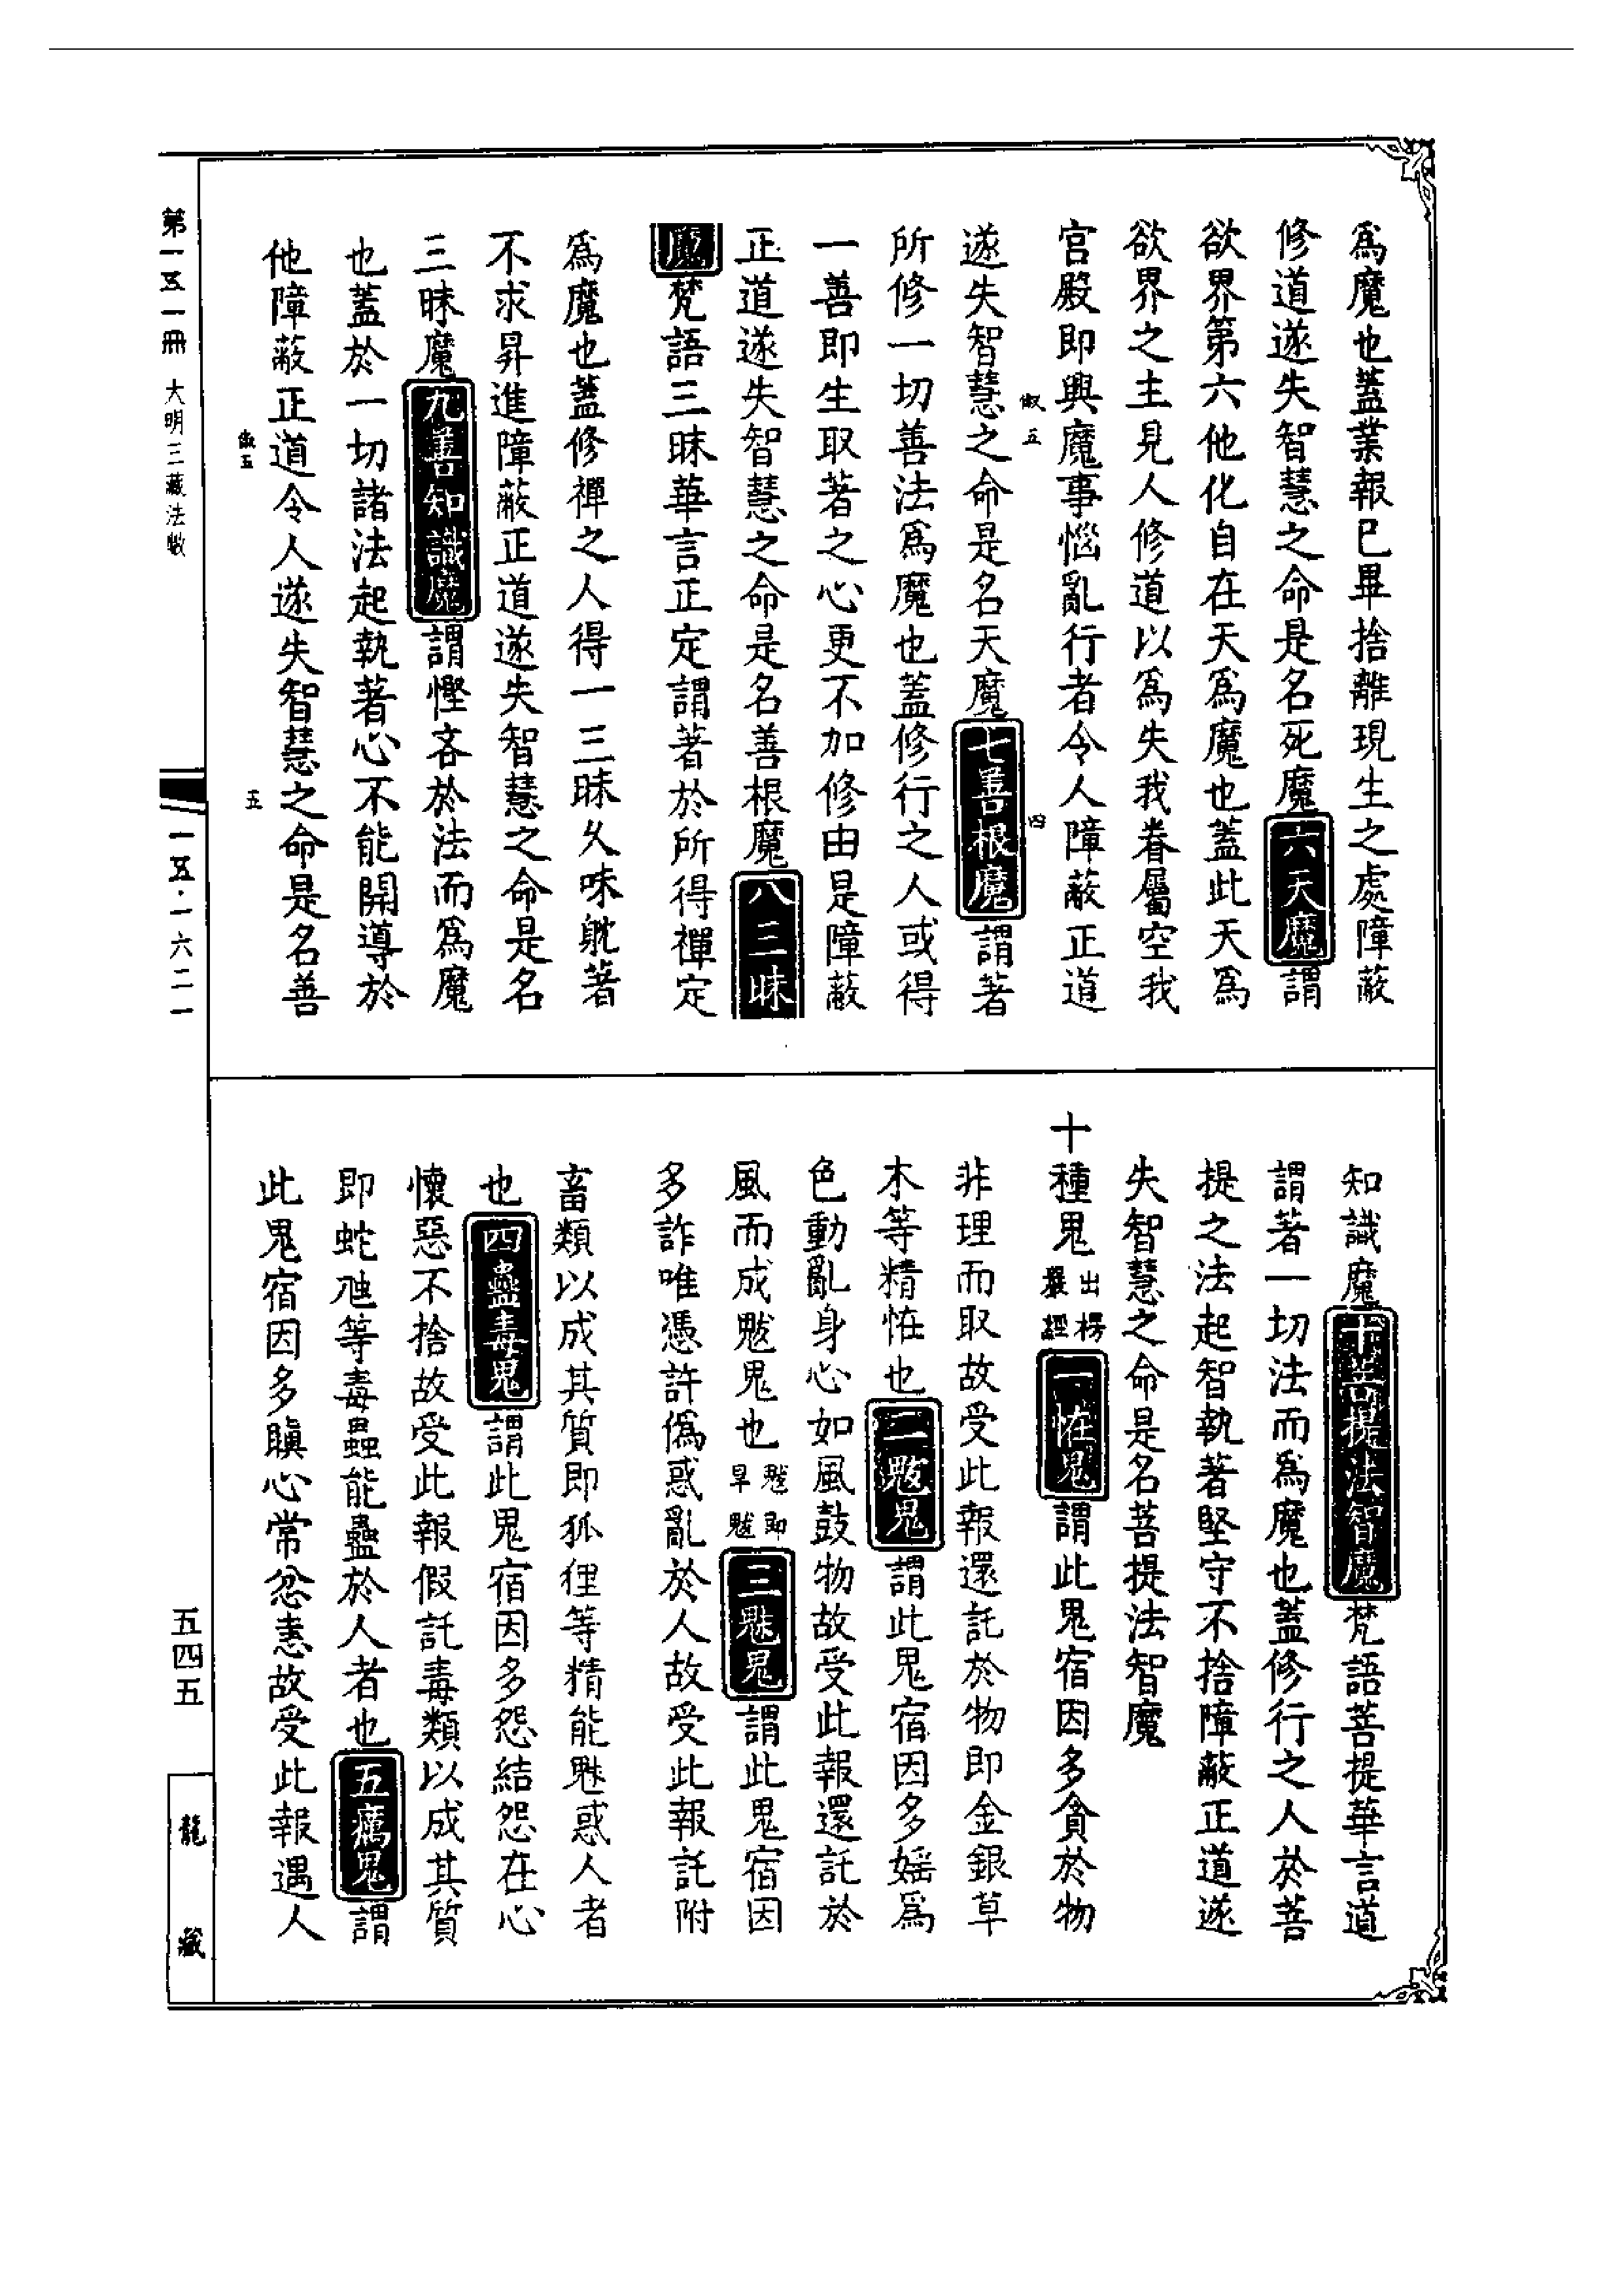 爲魔也蓋業報已畢捨離現生之處障蔽
修道遂失智慧之命是名死魔六天魔謂
欲界第六他化自在天爲魔也蓋此天爲
欲界之主見人修道以爲失我眷屬空我
宮殿即興魔事惱亂行者令人障蔽正道
俶五 四
遂失智慧之命是名天魔七善根魔謂著
所修一切善法爲魔也蓋修行之人或得
一善即生取著之心更不加修由是障蔽
正道遂失智慧之命是名善根魔八三昧
魔梵語三昧華言正定謂著於所得禪定
爲魔也蓋修禪之人得一三昧久味躭著
不求昇進障蔽正道遂失智慧之命是名
三昧魔九善知識魔謂慳吝於法而爲魔
也蓋於一切諸法起執著心不能開導於
他障蔽正道令人遂失智慧之命是名善
俶五 五
知識魔十菩提法智魔梵語菩提華言道
謂著一切法而爲魔也蓋修行之人於菩
提之法起智執著堅守不捨障蔽正道遂
失智慧之命是名菩提法智魔
十種鬼出楞嚴經一恠鬼謂此鬼宿因多貪於物
非理而取故受此報還託於物即金銀草
木等精恠也二魃鬼謂此鬼宿因多婬爲
色動亂身心如風鼓物故受此報還託於
風而成魃鬼也魃即旱魃三魅鬼謂此鬼宿因
多詐唯憑許僞惑亂於人故受此報託附
畜類以成其質即狐狸等精能魅惑人者
也四蠱毒鬼謂此鬼宿因多怨結怨在心
懷惡不捨故受此報假託毒類以成其質
即蛇虺等毒蟲能蠱於人者也五癘鬼謂
此鬼宿因多瞋心常忿恚故受此報遇人
第一五一冊 大明三藏法數
一五·一六二一
五四五
龍藏